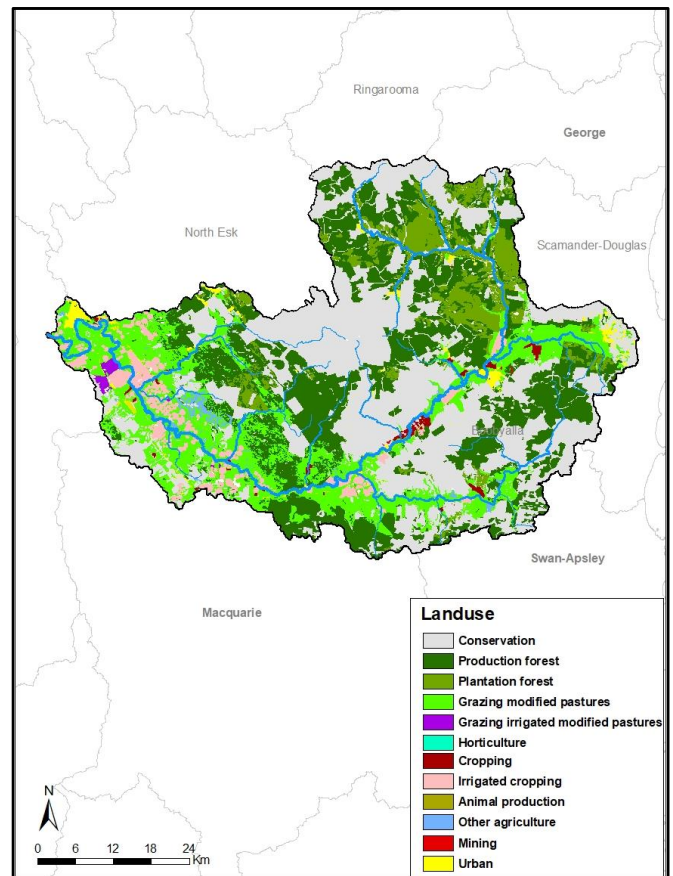 Ringarooma
George
North Esk
Scamander-Douglas
Swan-Apsley
Macquarie
Landuse
Conservation
Production forest
Plantation forest
Grazing modified pastures
Grazing irrigated modified pastures
Horticulture
Cropping
Irrigated cropping
Animal production
Other agriculture
Mining
Urban
N
0 6 12 18 24
Km